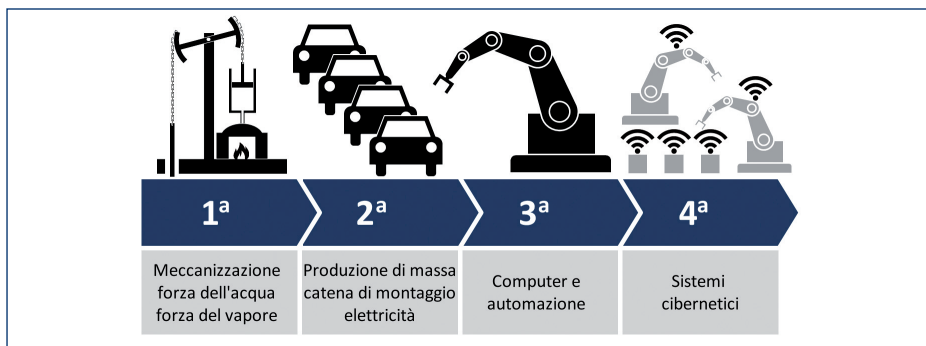 1ª
2ª
3ª
4ª
Meccanizzazione
forza dell'acqua
forza del vapore
Produzione di massa
catena di montaggio
elettricità
Computer e
automazione
Sistemi
cibernetici